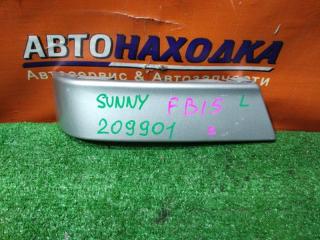 АВТОНАХОДКА
Автосервис & Автозапчасти
SUNNY FB15 L
209901